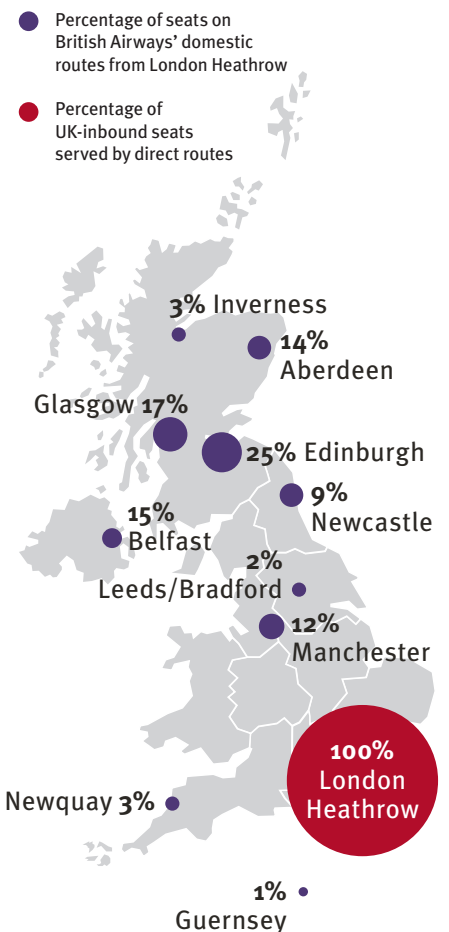 Percentage of seats on
British Airways’ domestic
routes from London Heathrow
Percentage of
UK-inbound seats
served by direct routes
3% Inverness
14%
Aberdeen
Glasgow 17%
25% Edinburgh
9%
Newcastle
15%
Belfast
2%
Leeds/Bradford
12%
Manchester
100%
London
Heathrow
Newquay 3%
1%
Guernsey